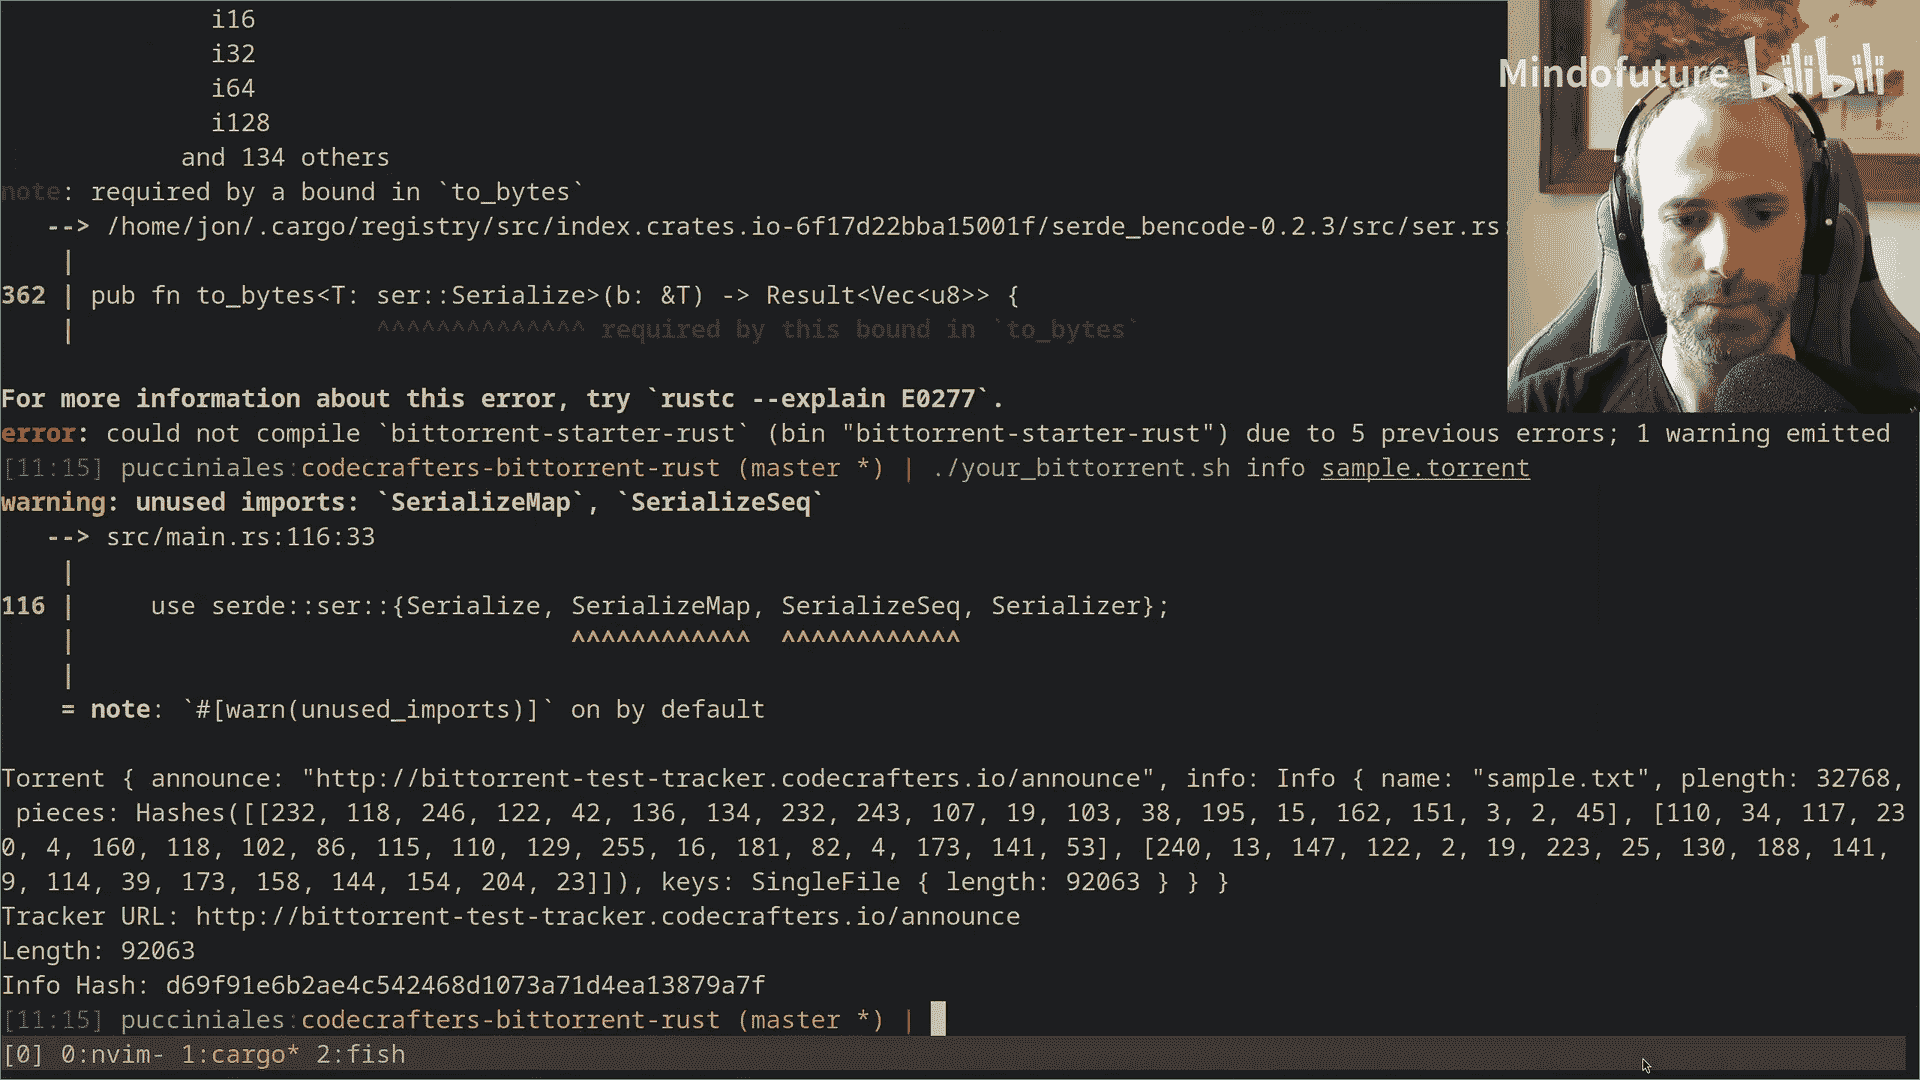 i16
i32
i64
i128
and 134 others
note: required by a bound in `to_bytes`
--> /home/jon/.cargo/registry/src/index.crates.io-6f17d22bba15001f/serde_bencode-0.2.3/src/ser.rs:
|
362 | pub fn to_bytes<T: ser::Serialize>(b: &T) -> Result<Vec<u8>> {
| ^^^^^^^^^^^^^^ required by this bound in `to_bytes`
For more information about this error, try `rustc --explain E0277`.
error: could not compile `bittorrent-starter-rust` (bin "bittorrent-starter-rust") due to 5 previous errors; 1 warning emitted
[11:15] pucciniales:codecrafters-bittorrent-rust (master *) | ./your_bittorrent.sh info sample.torrent
warning: unused imports: `SerializeMap`, `SerializeSeq`
--> src/main.rs:116:33
|
116 | use serde::ser::{Serialize, SerializeMap, SerializeSeq, Serializer};
| ^^^^^^^^^^^^ ^^^^^^^^^^^^
|
= note: `#[warn(unused_imports)]` on by default
Torrent { announce: "http://bittorrent-test-tracker.codecrafters.io/announce", info: Info { name: "sample.txt", plength: 32768,
pieces: Hashes([[232, 118, 246, 122, 42, 136, 134, 232, 243, 107, 19, 103, 38, 195, 15, 162, 151, 3, 2, 45], [110, 34, 117, 23
0, 4, 160, 118, 102, 86, 115, 110, 129, 255, 16, 181, 82, 4, 173, 141, 53], [240, 13, 147, 122, 2, 19, 223, 25, 130, 188, 141,
9, 114, 39, 173, 158, 144, 154, 204, 23]]), keys: SingleFile { length: 92063 } } }
Tracker URL: http://bittorrent-test-tracker.codecrafters.io/announce
Length: 92063
Info Hash: d69f91e6b2ae4c542468d1073a71d4ea13879a7f
[11:15] pucciniales:codecrafters-bittorrent-rust (master *) |
[0] 0:nvim- 1:cargo* 2:fish
Mindofuture bilibili